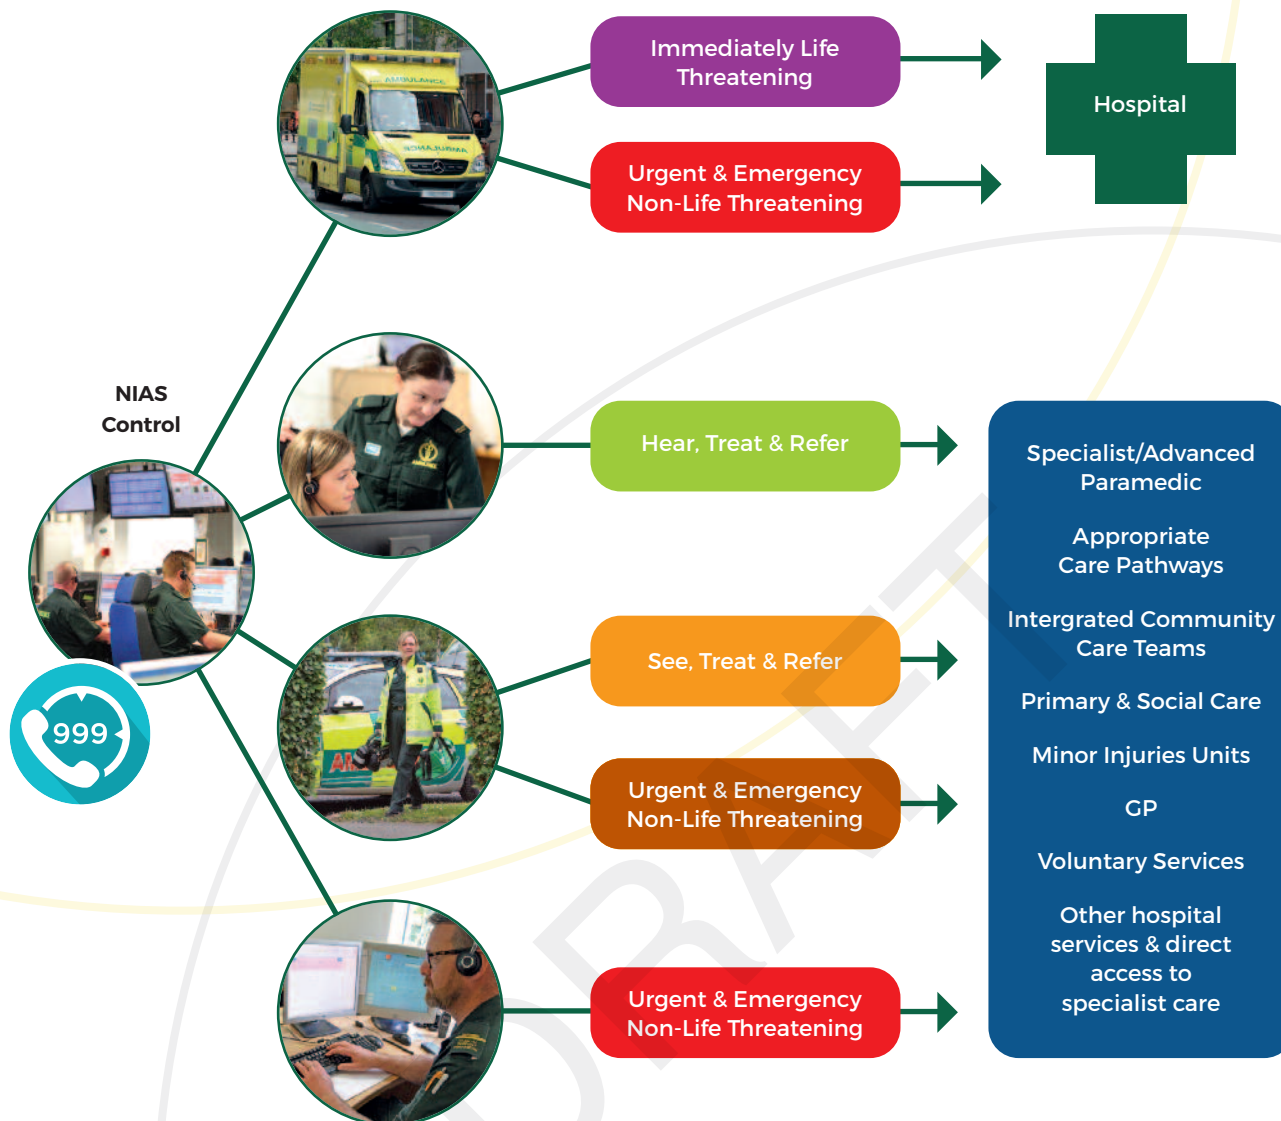 Immediately Life
Threatening
Hospital
Urgent & Emergency
Non-Life Threatening
AMBULANCE
AMBULANCE
NIAS
Control
999
Hear, Treat & Refer
See, Treat & Refer
Urgent & Emergency
Non-Life Threatening
Urgent & Emergency
Non-Life Threatening
Specialist/Advanced
Paramedic
Appropriate
Care Pathways
Intergrated Community
Care Teams
Primary & Social Care
Minor Injuries Units
GP
Voluntary Services
Other hospital
services & direct
access to
specialist care
DRAFT